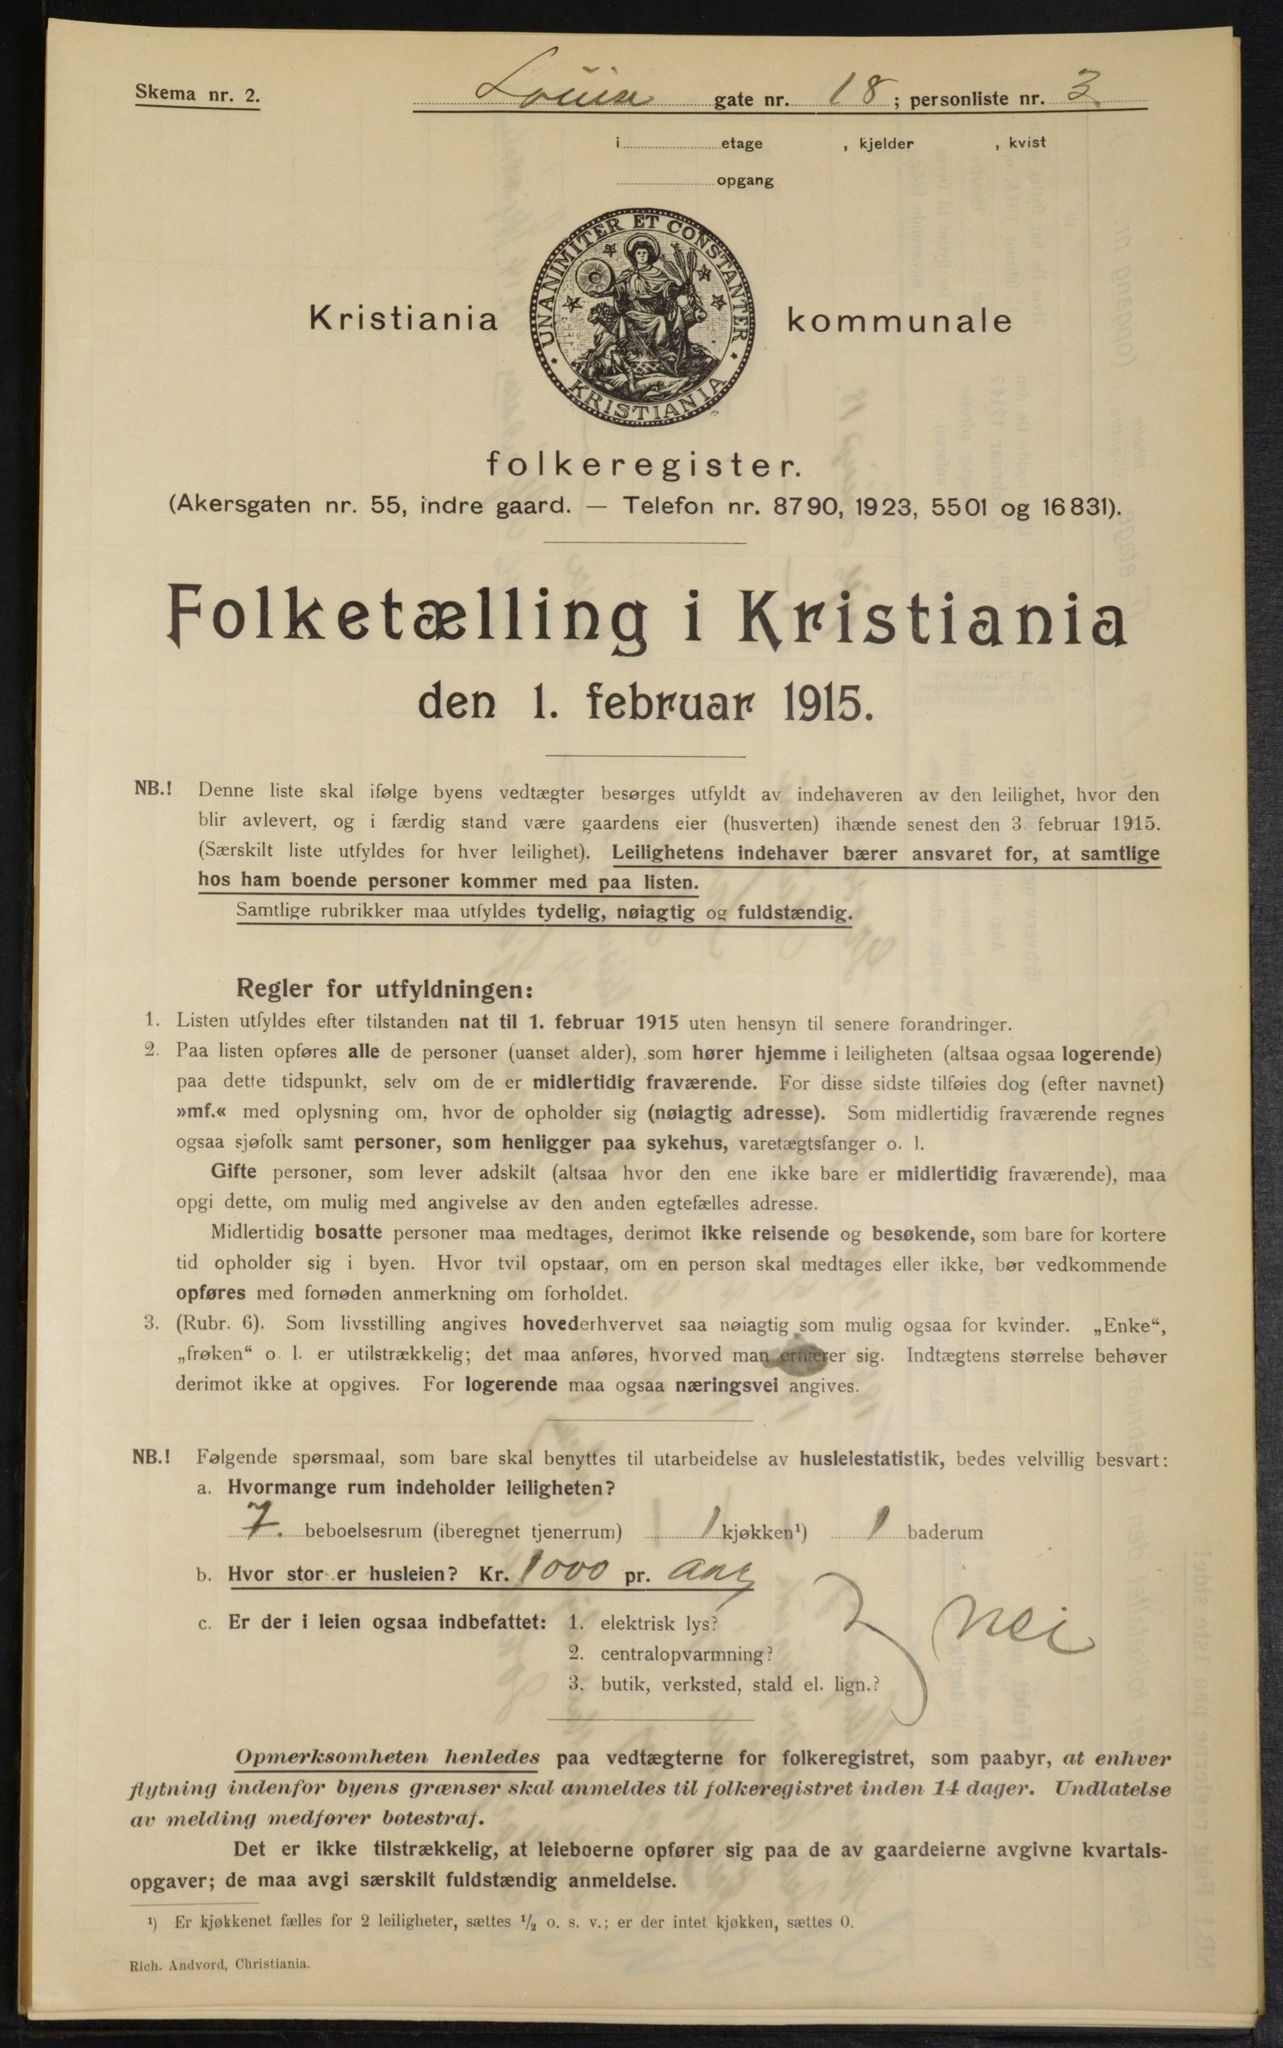 Skema nr. 2.
Louise gate nr. 18; personliste nr. 3
i etage , kjelder , kvist
opgang
UNANIMITER ET CONSTANTER
KRISTIANIA
Kristiania kommunale
folkeregister.
(Akersgaten nr. 55, indre gaard. — Telefon nr. 8790, 1923, 5501 og 16831).
Folketælling i Kristiania
den 1. februar 1915.
NB.! Denne liste skal ifølge byens vedtægter besørges utfyldt av indehaveren av den leilighet, hvor den
blir avlevert, og i færdig stand være gaardens eier (husverten) ihænde senest den 3. februar 1915.
(Særskilt liste utfyldes for hver leilighet). Leilighetens indehaver bærer ansvaret for, at samtlige
hos ham boende personer kommer med paa listen.
Samtlige rubrikker maa utfyldes tydelig, nøiagtig og fuldstændig.
Regler for utfyldningen:
1. Listen utfyldes efter tilstanden nat til 1. februar 1915 uten hensyn til senere forandringer.
2. Paa listen opføres alle de personer (uanset alder), som hører hjemme i leiligheten (altsaa ogsaa logerende)
paa dette tidspunkt, selv om de er midlertidig fraværende. For disse sidste tilføies dog (efter navnet)
»mf.« med oplysning om, hvor de opholder sig (nøiagtig adresse). Som midlertidig fraværende regnes
ogsaa sjøfolk samt personer, som henligger paa sykehus, varetægtsfanger o. l.
Gifte personer, som lever adskilt (altsaa hvor den ene ikke bare er midlertidig fraværende), maa
opgi dette, om mulig med angivelse av den anden egtefælles adresse.
Midlertidig bosatte personer maa medtages, derimot ikke reisende og besøkende, som bare for kortere
tid opholder sig i byen. Hvor tvil opstaar, om en person skal medtages eller ikke, bør vedkommende
opføres med fornøden anmerkning om forholdet.
3. (Rubr. 6). Som livsstilling angives hovederhvervet saa nøiagtig som mulig ogsaa for kvinder. „Enke“,
„frøken“ o. l. er utilstrækkelig; det maa anføres, hvorved man ernærer sig. Indtægtens størrelse behøver
derimot ikke at opgives. For logerende maa ogsaa næringsvei angives.
NB.! Følgende spørsmaal, som bare skal benyttes til utarbeidelse av husleiestatistik, bedes velvillig besvart:
a. Hvormange rum indeholder leiligheten?
7. beboelsesrum (iberegnet tjenerrum) 1 kjøkken¹) 1 baderum
b. Hvor stor er husleien? Kr. 1000 pr. aar
c. Er der i leien ogsaa indbefattet: 1. elektrisk lys?
2. centralopvarmning? nei
3. butik, verksted, stald el. lign.?
Opmerksomheten henledes paa vedtægterne for folkeregistret, som paabyr, at enhver
flytning indenfor byens grænser skal anmeldes til folkeregistret inden 14 dager. Undlatelse
av melding medfører bøtestraf.
Det er ikke tilstrækkelig, at leieboerne opfører sig paa de av gaardeierne avgivne kvartals-
opgaver; de maa avgi særskilt fuldstændig anmeldelse.
¹) Er kjøkkenet fælles for 2 leiligheter, sættes ½ o. s. v.; er der intet kjøkken, sættes 0.
Rich. Andvord, Christiania.